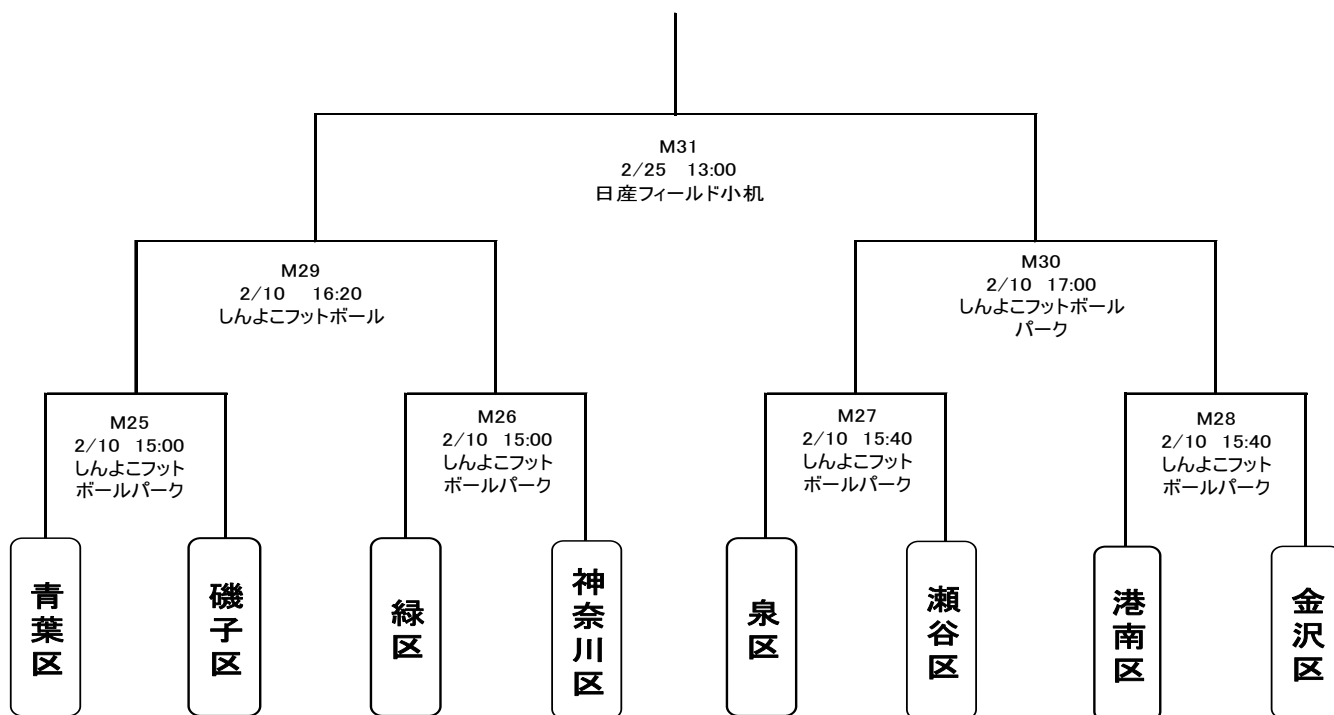 M31
2/25 13:00
日産フィールド小机
M29
2/10 16:20
しんよこフットボール
M30
2/10 17:00
しんよこフットボール
パーク
M25
2/10 15:00
しんよこフット
ボールパーク
M26
2/10 15:00
しんよこフット
ボールパーク
M27
2/10 15:40
しんよこフット
ボールパーク
M28
2/10 15:40
しんよこフット
ボールパーク
青葉区
磯子区
緑区
神奈川区
泉区
瀬谷区
港南区
金沢区